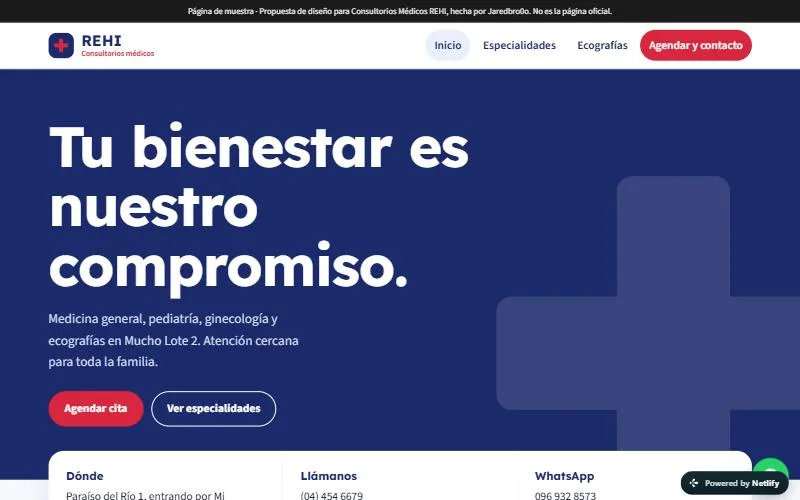 Página de muestra - Propuesta de diseño para Consultorios Médicos REHI, hecha por Jaredbro0o. No es la página oficial.
REHI
Consultorios médicos
Inicio
Especialidades
Ecografías
Agendar y contacto
Tu bienestar es
nuestro
compromiso.
Medicina general, pediatría, ginecología y
ecografías en Mucho Lote 2. Atención cercana
para toda la familia.
Agendar cita
Ver especialidades
Dónde
Llámanos
WhatsApp
Paraíso del Río 1, entrando por Mi
(04) 454 6679
096 932 8573
Powered by Netlify